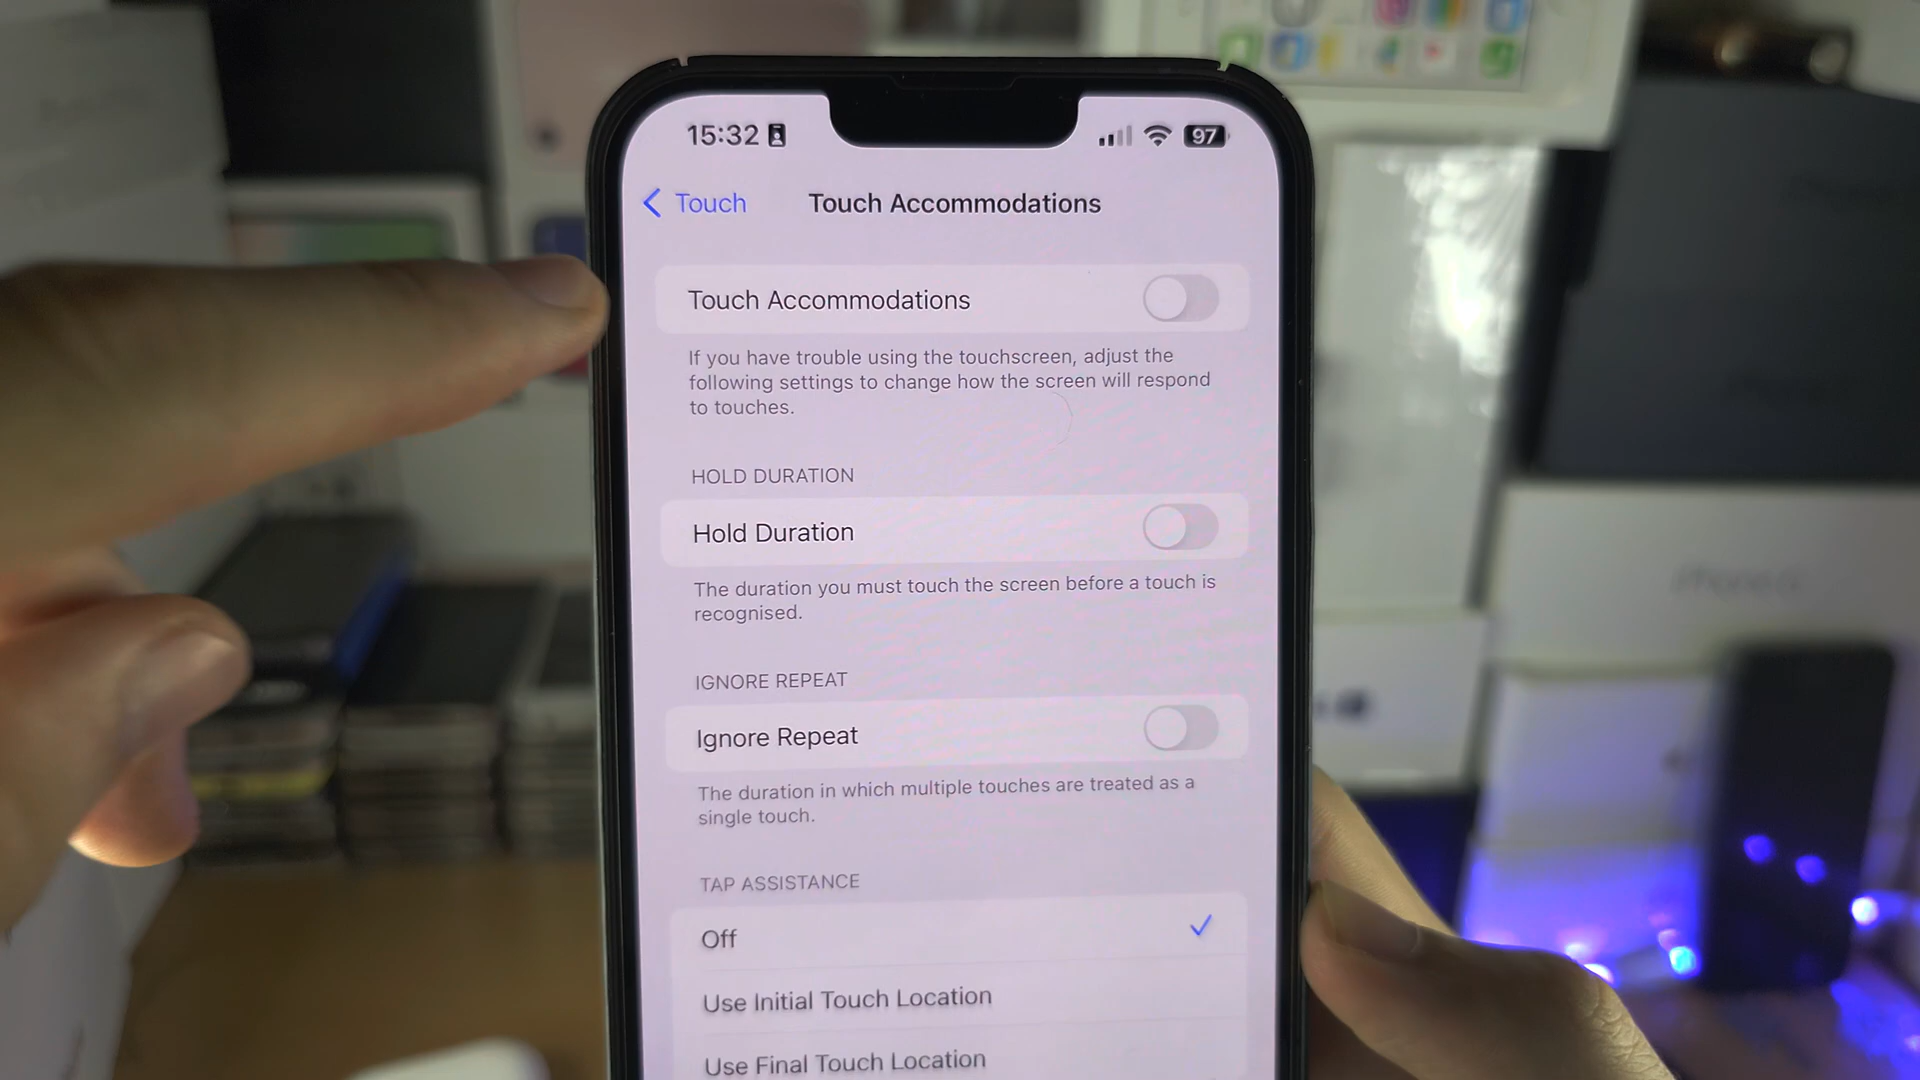 15:32
97
Touch
Touch Accommodations
Touch Accommodations
If you have trouble using the touchscreen, adjust the
following settings to change how the screen will respond
to touches.
HOLD DURATION
Hold Duration
The duration you must touch the screen before a touch is
recognised.
IGNORE REPEAT
Ignore Repeat
The duration in which multiple touches are treated as a
single touch.
TAP ASSISTANCE
Off
Use Initial Touch Location
Use Final Touch Location